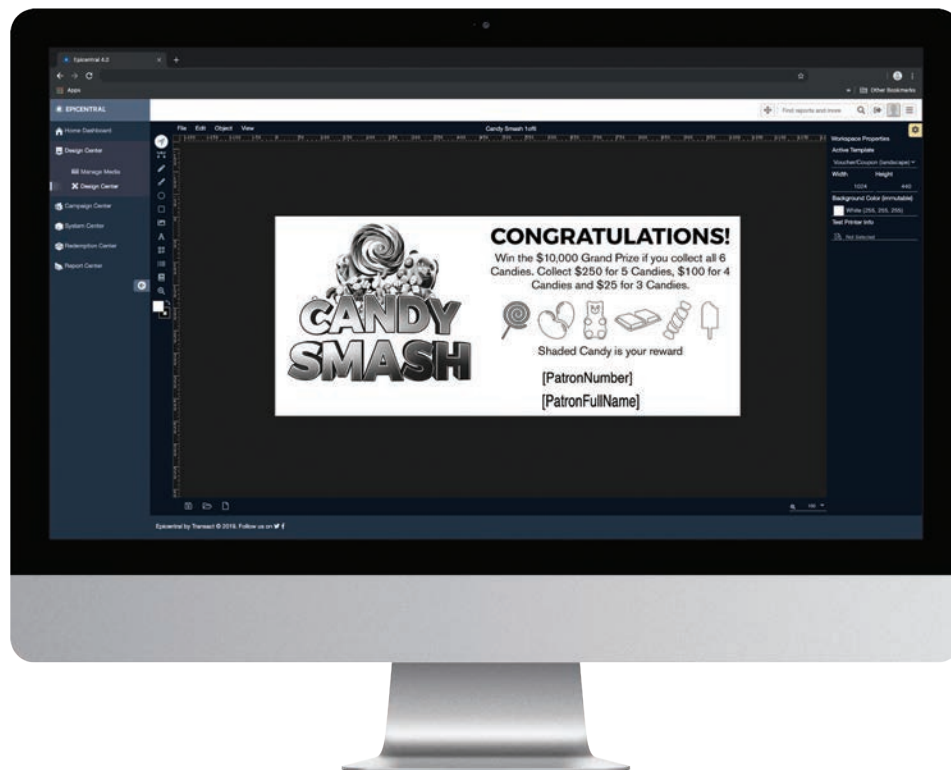 Epicentral 4.0
Apps
Other Bookmarks
EPICENTRAL
Find reports and more
Home Dashboard
File Edit Object View
Candy Smash 1of6
Workspace Properties
Design Center
Active Template
Voucher/Coupon (landscape)
Manage Media
Width Height
Design Center
1024 440
Campaign Center
Background Color (immutable)
White (255, 255, 255)
System Center
Test Printer Info
Not Selected
Redemption Center
Report Center
CANDY
SMASH
CONGRATULATIONS!
Win the $10,000 Grand Prize if you collect all 6
Candies. Collect $250 for 5 Candies, $100 for 4
Candies and $25 for 3 Candies.
Shaded Candy is your reward
[PatronNumber]
[PatronFullName]
Epicentral by Transact © 2019. Follow us on